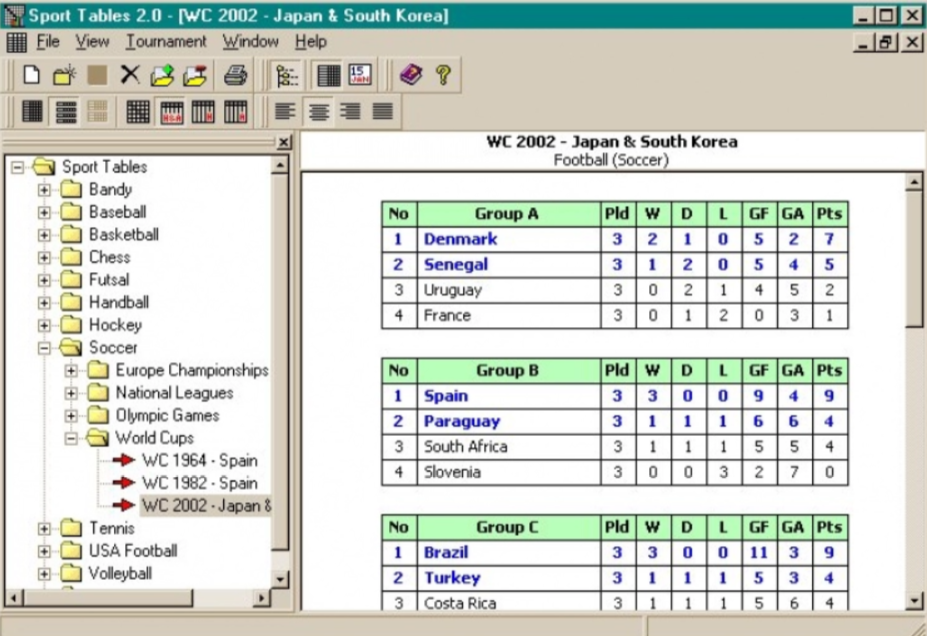 Sport Tables 2.0 - [WC 2002 - Japan & South Korea]
File View Tournament Window Help
15 JAN
Sport Tables
Bandy
Baseball
Basketball
Chess
Futsal
Handball
Hockey
Soccer
Europe Championships
National Leagues
Olympic Games
World Cups
WC 1964 - Spain
WC 1982 - Spain
WC 2002 - Japan &
Tennis
USA Football
Volleyball
WC 2002 - Japan & South Korea
Football (Soccer)
No Group A Pld W D L GF GA Pts
1 Denmark 3 2 1 0 5 2 7
2 Senegal 3 1 2 0 5 4 5
3 Uruguay 3 0 2 1 4 5 2
4 France 3 0 1 2 0 3 1
No Group B Pld W D L GF GA Pts
1 Spain 3 3 0 0 9 4 9
2 Paraguay 3 1 1 1 6 6 4
3 South Africa 3 1 1 1 5 5 4
4 Slovenia 3 0 0 3 2 7 0
No Group C Pld W D L GF GA Pts
1 Brazil 3 3 0 0 11 3 9
2 Turkey 3 1 1 1 5 3 4
3 Costa Rica 3 1 1 1 5 6 4